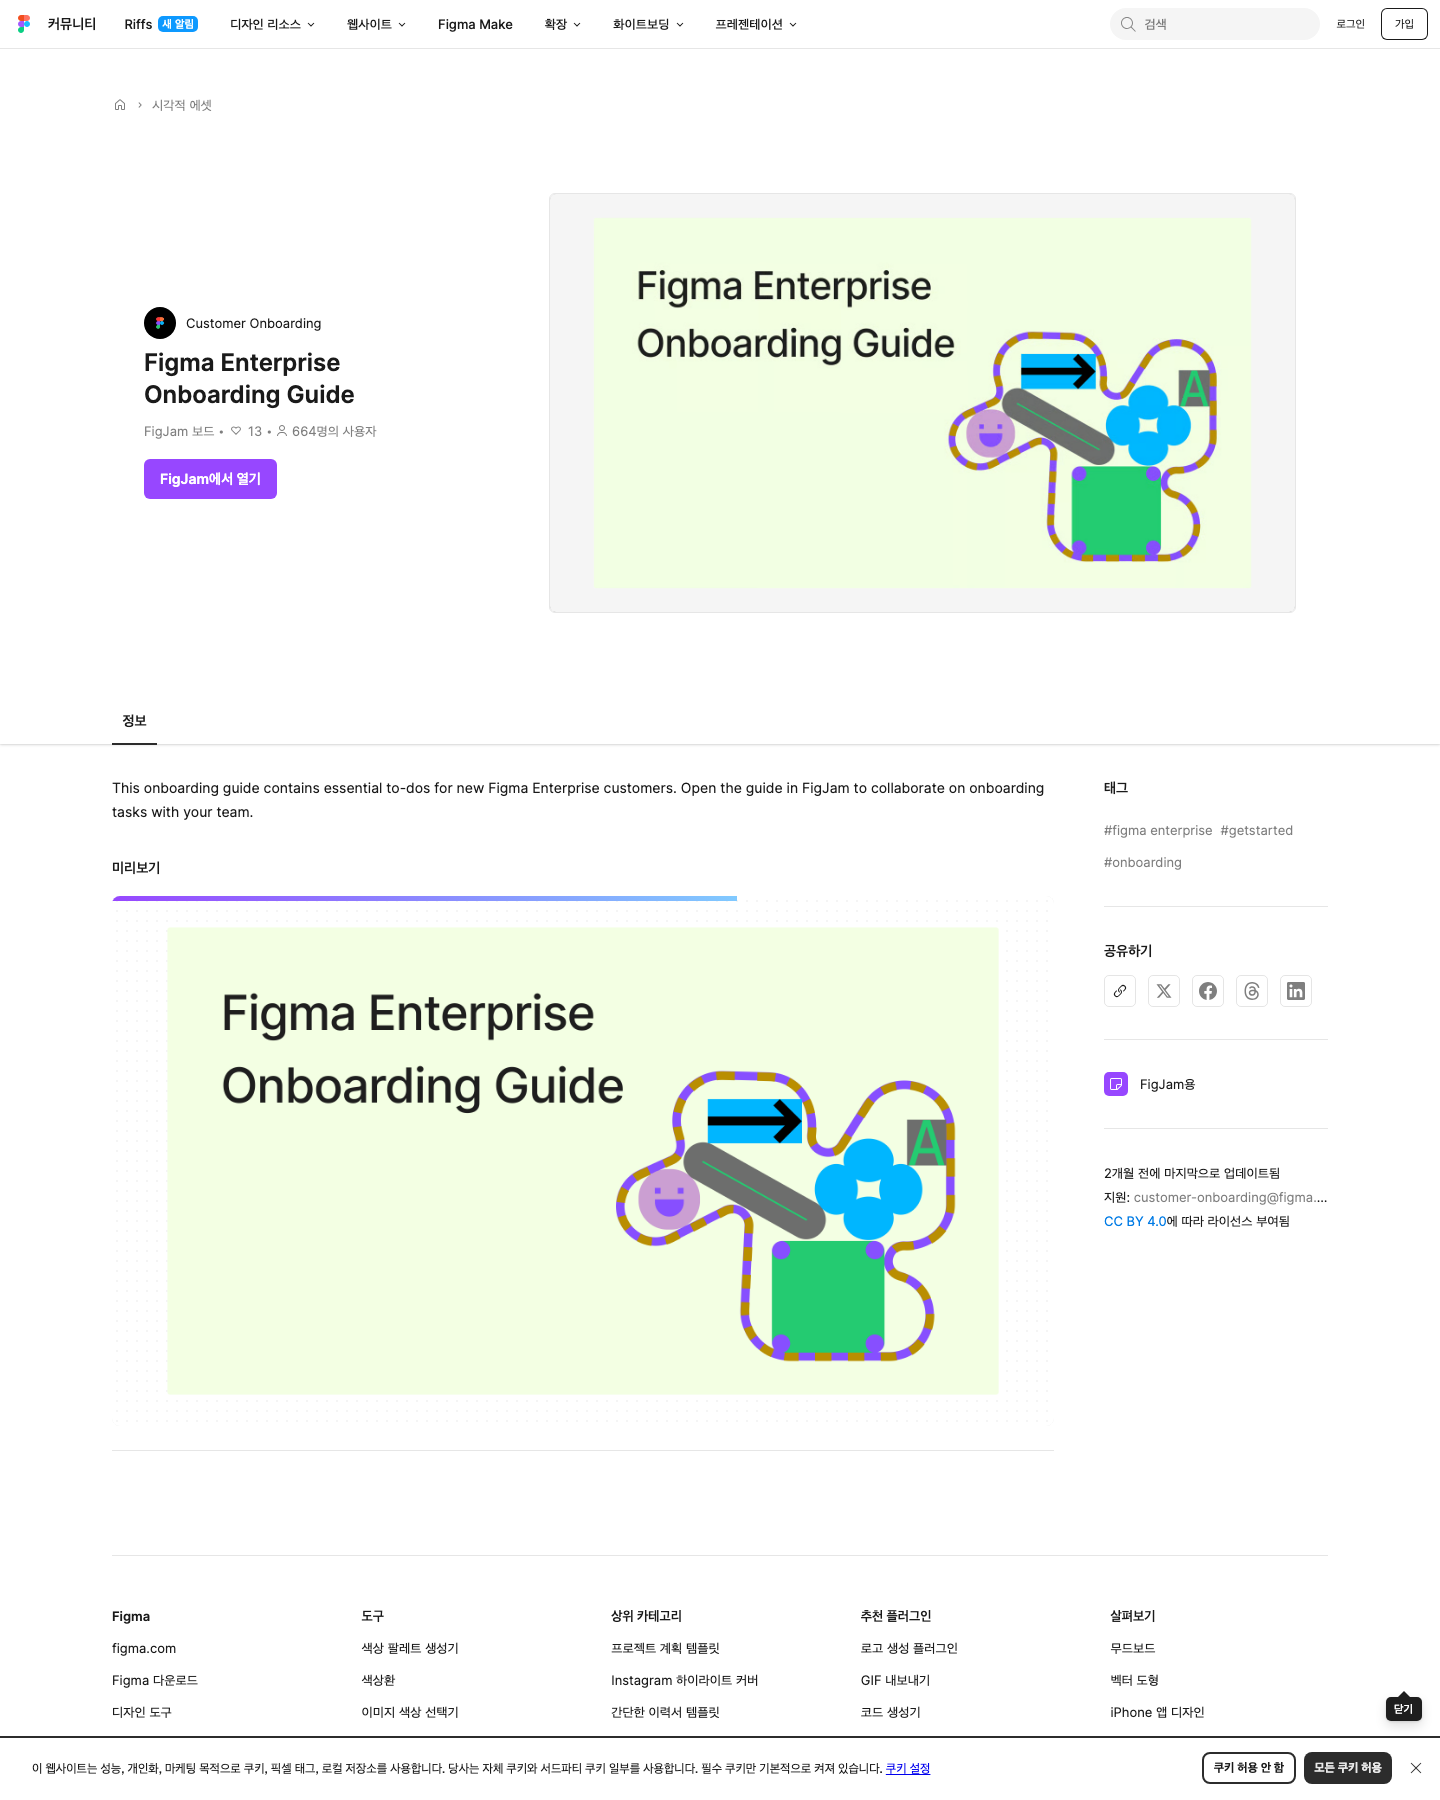 커뮤니티
Riffs 새 알림
디자인 리소스
웹사이트
Figma Make
확장
화이트보딩
프레젠테이션
검색
로그인
가입
시각적 에셋
Customer Onboarding
Figma Enterprise
Onboarding Guide
FigJam 보드 • 13 • 664명의 사용자
FigJam에서 열기
Figma Enterprise
Onboarding Guide
A
정보
This onboarding guide contains essential to-dos for new Figma Enterprise customers. Open the guide in FigJam to collaborate on onboarding
tasks with your team.
미리보기
Figma Enterprise
Onboarding Guide
A
태그
#figma enterprise #getstarted
#onboarding
공유하기
FigJam용
2개월 전에 마지막으로 업데이트됨
지원: customer-onboarding@figma....
CC BY 4.0에 따라 라이선스 부여됨
Figma
figma.com
Figma 다운로드
디자인 도구
도구
색상 팔레트 생성기
색상환
이미지 색상 선택기
상위 카테고리
프로젝트 계획 템플릿
Instagram 하이라이트 커버
간단한 이력서 템플릿
추천 플러그인
로고 생성 플러그인
GIF 내보내기
코드 생성기
살펴보기
무드보드
벡터 도형
iPhone 앱 디자인
닫기
이 웹사이트는 성능, 개인화, 마케팅 목적으로 쿠키, 픽셀 태그, 로컬 저장소를 사용합니다. 당사는 자체 쿠키와 서드파티 쿠키 일부를 사용합니다. 필수 쿠키만 기본적으로 켜져 있습니다. 쿠키 설정
쿠키 허용 안 함
모든 쿠키 허용